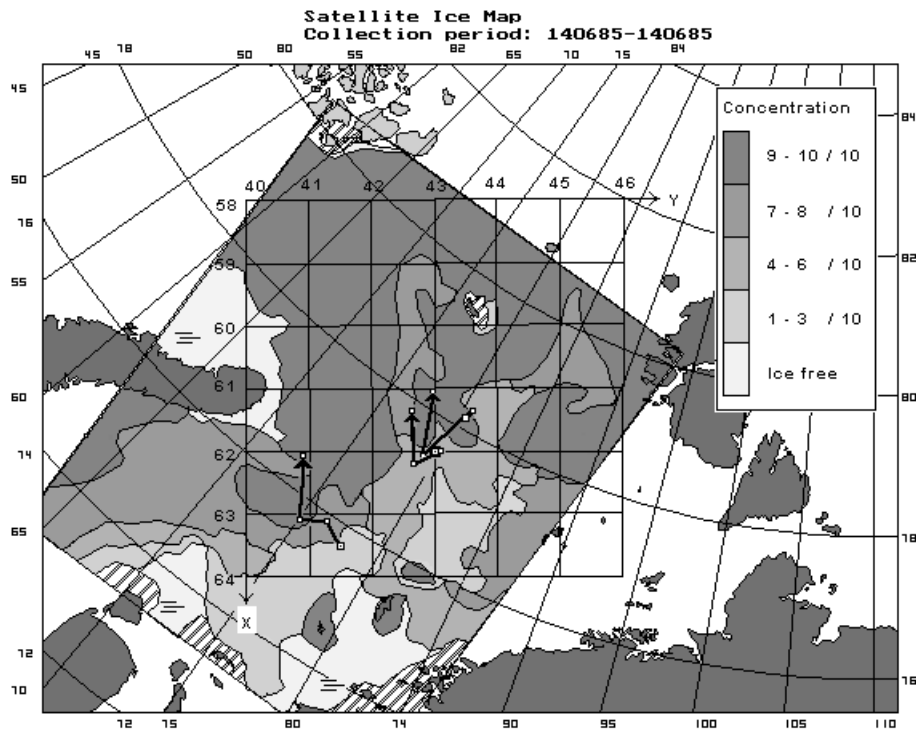 Satellite Ice Map
Collection period: 140685-140685
45 78 50 80 55 82 65 70 75 84
60
45
50
76
55
60
74
65
72
70
84
82
80
78
76
Concentration
9 - 10 / 10
7 - 8 / 10
4 - 6 / 10
1 - 3 / 10
Ice free
40 41 42 43 44 45 46 Y
58
59
60
61
62
63
64
X
72 75 80 74 90 95 100 105 110